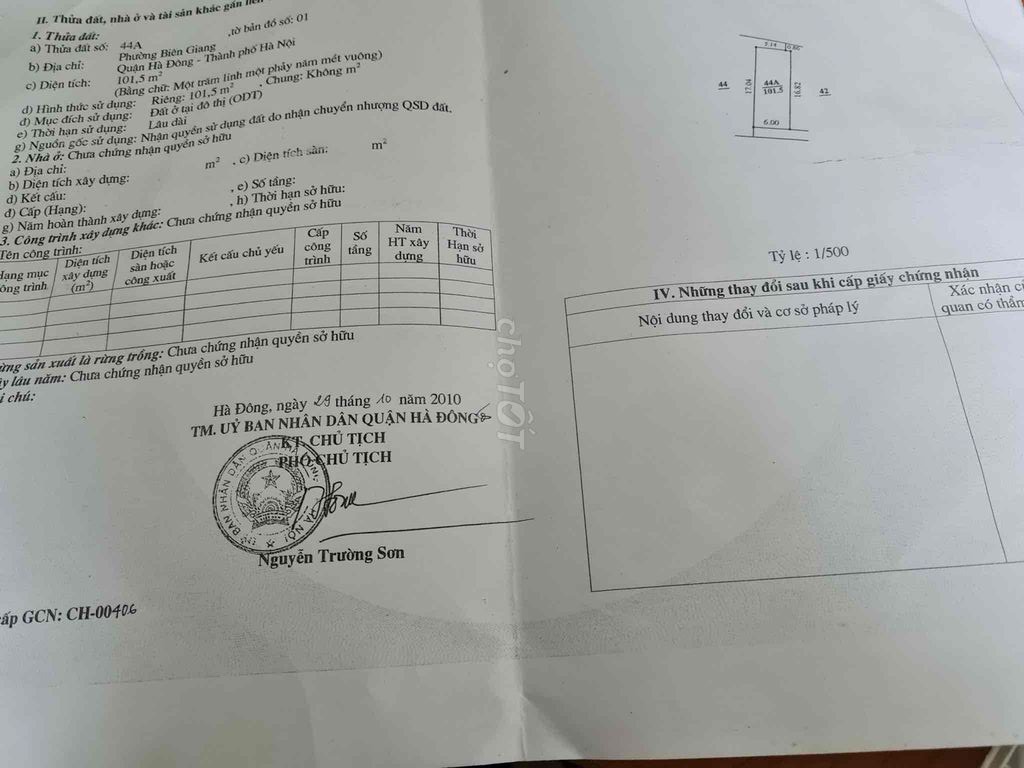 II. Thửa đất, nhà ở và tài sản khác gắn liền
1. Thửa đất:
a) Thửa đất số: 44A ,tờ bản đồ số: 01
b) Địa chỉ: Phường Biên Giang
Quận Hà Đông - Thành phố Hà Nội
c) Diện tích: 101,5 m²
(Bằng chữ: Một trăm linh một phẩy năm mét vuông)
d) Hình thức sử dụng: Riêng: 101,5 m² , Chung: Không m²
đ) Mục đích sử dụng: Đất ở tại đô thị (ODT)
e) Thời hạn sử dụng: Lâu dài
g) Nguồn gốc sử dụng: Nhận quyền sử dụng đất do nhận chuyển nhượng QSD đất.
2. Nhà ở: Chưa chứng nhận quyền sở hữu
a) Địa chỉ:
b) Diện tích xây dựng: m² , c) Diện tích sàn: m²
d) Kết cấu: , e) Số tầng:
đ) Cấp (Hạng): , h) Thời hạn sở hữu:
g) Năm hoàn thành xây dựng:
3. Công trình xây dựng khác: Chưa chứng nhận quyền sở hữu
Tên công trình:
Hạng mục công trình Diện tích xây dựng (m²) Diện tích sàn hoặc công xuất Kết cấu chủ yếu Cấp công trình Số tầng Năm HT xây dựng Thời Hạn sở hữu
ừng sản xuất là rừng trồng: Chưa chứng nhận quyền sở hữu
y lâu năm: Chưa chứng nhận quyền sở hữu
i chú:
Hà Đông, ngày 29 tháng 10 năm 2010
TM. UỶ BAN NHÂN DÂN QUẬN HÀ ĐÔNG
KT. CHỦ TỊCH
PHÓ CHỦ TỊCH
Nguyễn Trường Sơn
cấp GCN: CH-00406
7.14 0.86
44 17.04 44A 101.5 16.82 42
6.00
Tỷ lệ : 1/500
IV. Những thay đổi sau khi cấp giấy chứng nhận
Nội dung thay đổi và cơ sở pháp lý
Xác nhận c
quan có thẩm
chợTỐT